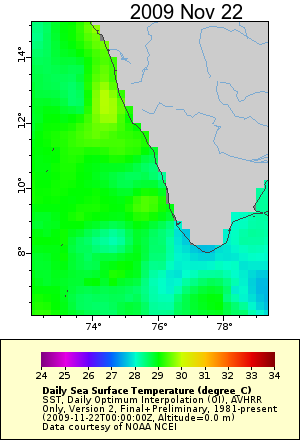 2009 Nov 22
14°
12°
10°
8°
74°
76°
78°
24 25 26 27 28 29 30 31 32 33 34
Daily Sea Surface Temperature (degree_C)
SST, Daily Optimum Interpolation (OI), AVHRR
Only, Version 2, Final+Preliminary, 1981-present
(2009-11-22T00:00:00Z, Altitude=0.0 m)
Data courtesy of NOAA NCEI